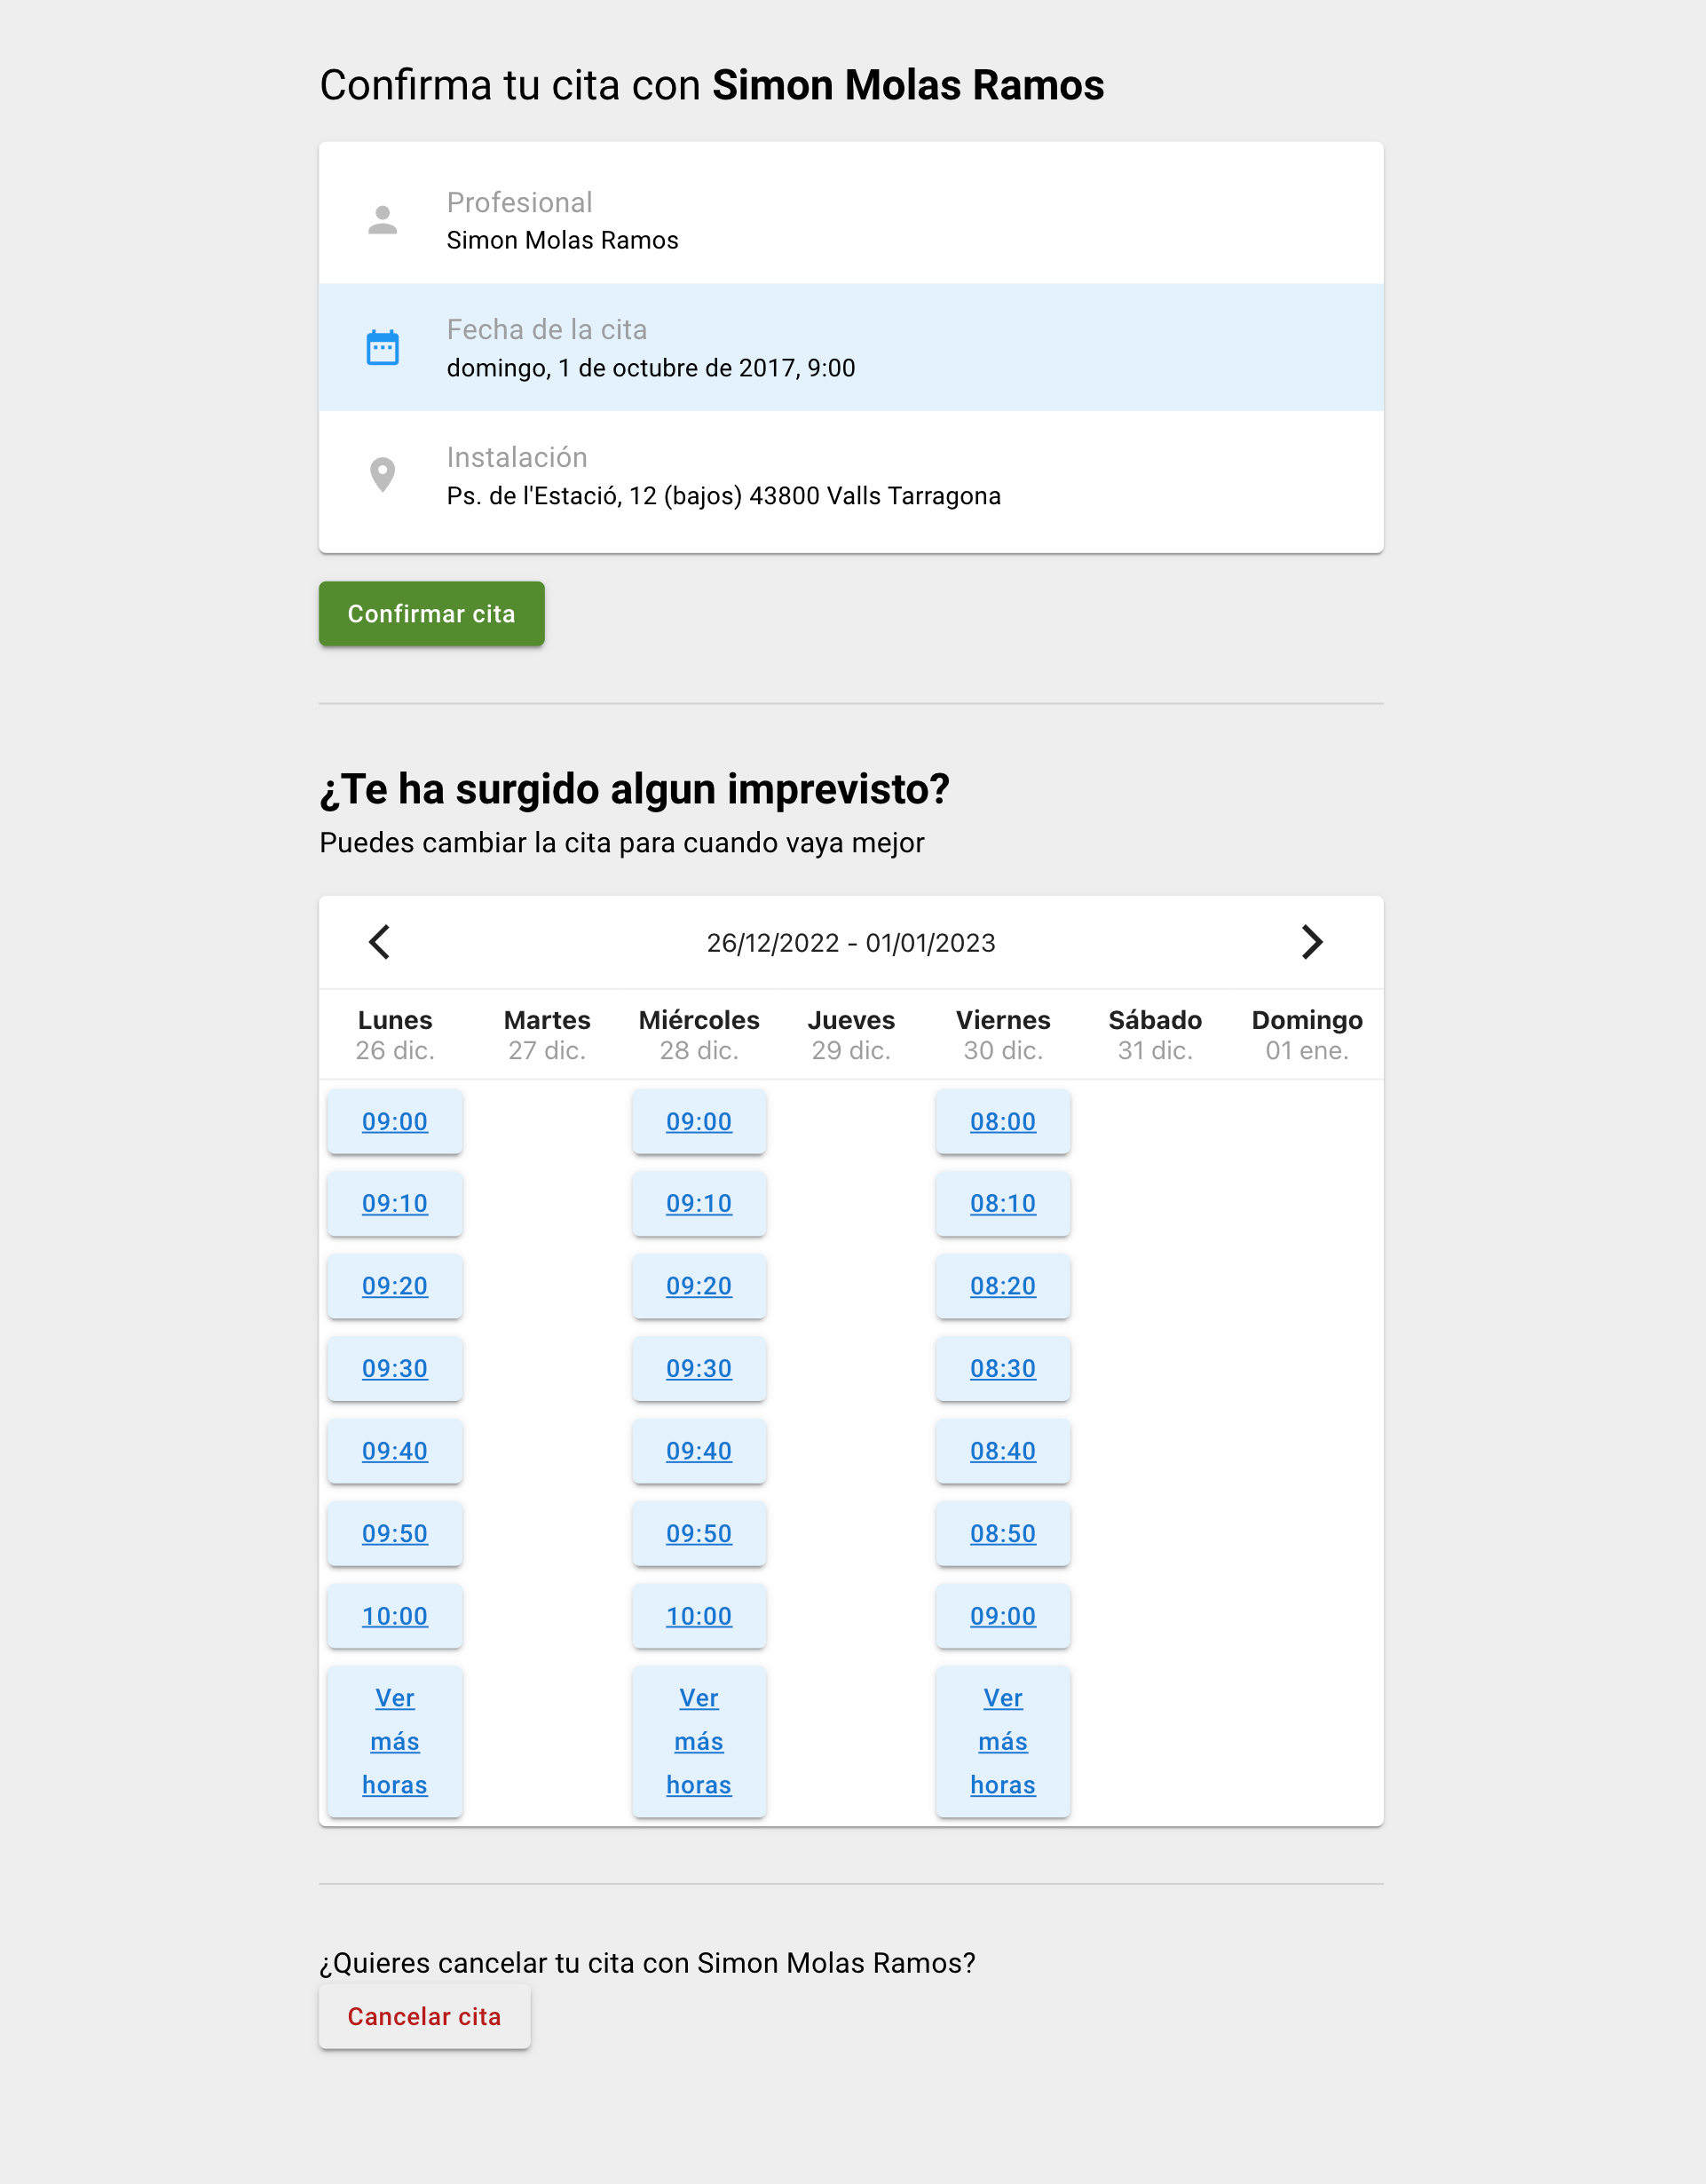 Confirma tu cita con Simon Molas Ramos
Profesional
Simon Molas Ramos
Fecha de la cita
domingo, 1 de octubre de 2017, 9:00
Instalación
Ps. de l'Estació, 12 (bajos) 43800 Valls Tarragona
Confirmar cita
¿Te ha surgido algun imprevisto?
Puedes cambiar la cita para cuando vaya mejor
26/12/2022 - 01/01/2023
Lunes Martes Miércoles Jueves Viernes Sábado Domingo
26 dic. 27 dic. 28 dic. 29 dic. 30 dic. 31 dic. 01 ene.
09:00 09:00 08:00
09:10 09:10 08:10
09:20 09:20 08:20
09:30 09:30 08:30
09:40 09:40 08:40
09:50 09:50 08:50
10:00 10:00 09:00
Ver Ver Ver
más más más
horas horas horas
¿Quieres cancelar tu cita con Simon Molas Ramos?
Cancelar cita